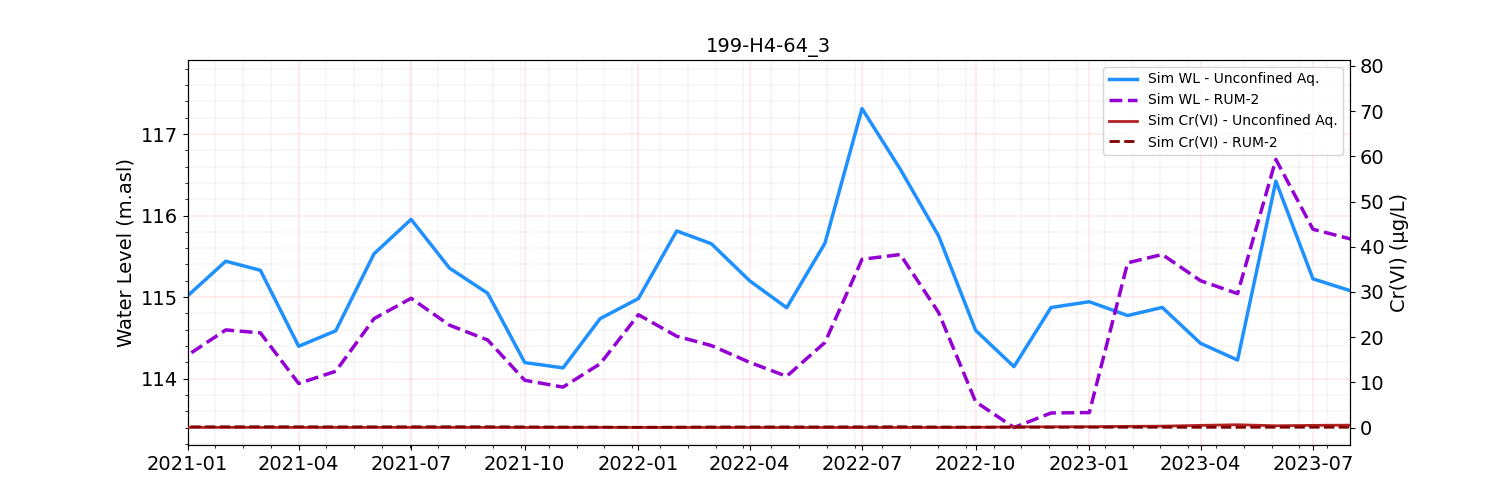 199-H4-64_3
Sim WL - Unconfined Aq.
Sim WL - RUM-2
Sim Cr(VI) - Unconfined Aq.
Sim Cr(VI) - RUM-2
Water Level (m.asl)
117
116
115
114
Cr(VI) (µg/L)
80
70
60
50
40
30
20
10
0
2021-01 2021-04 2021-07 2021-10 2022-01 2022-04 2022-07 2022-10 2023-01 2023-04 2023-07